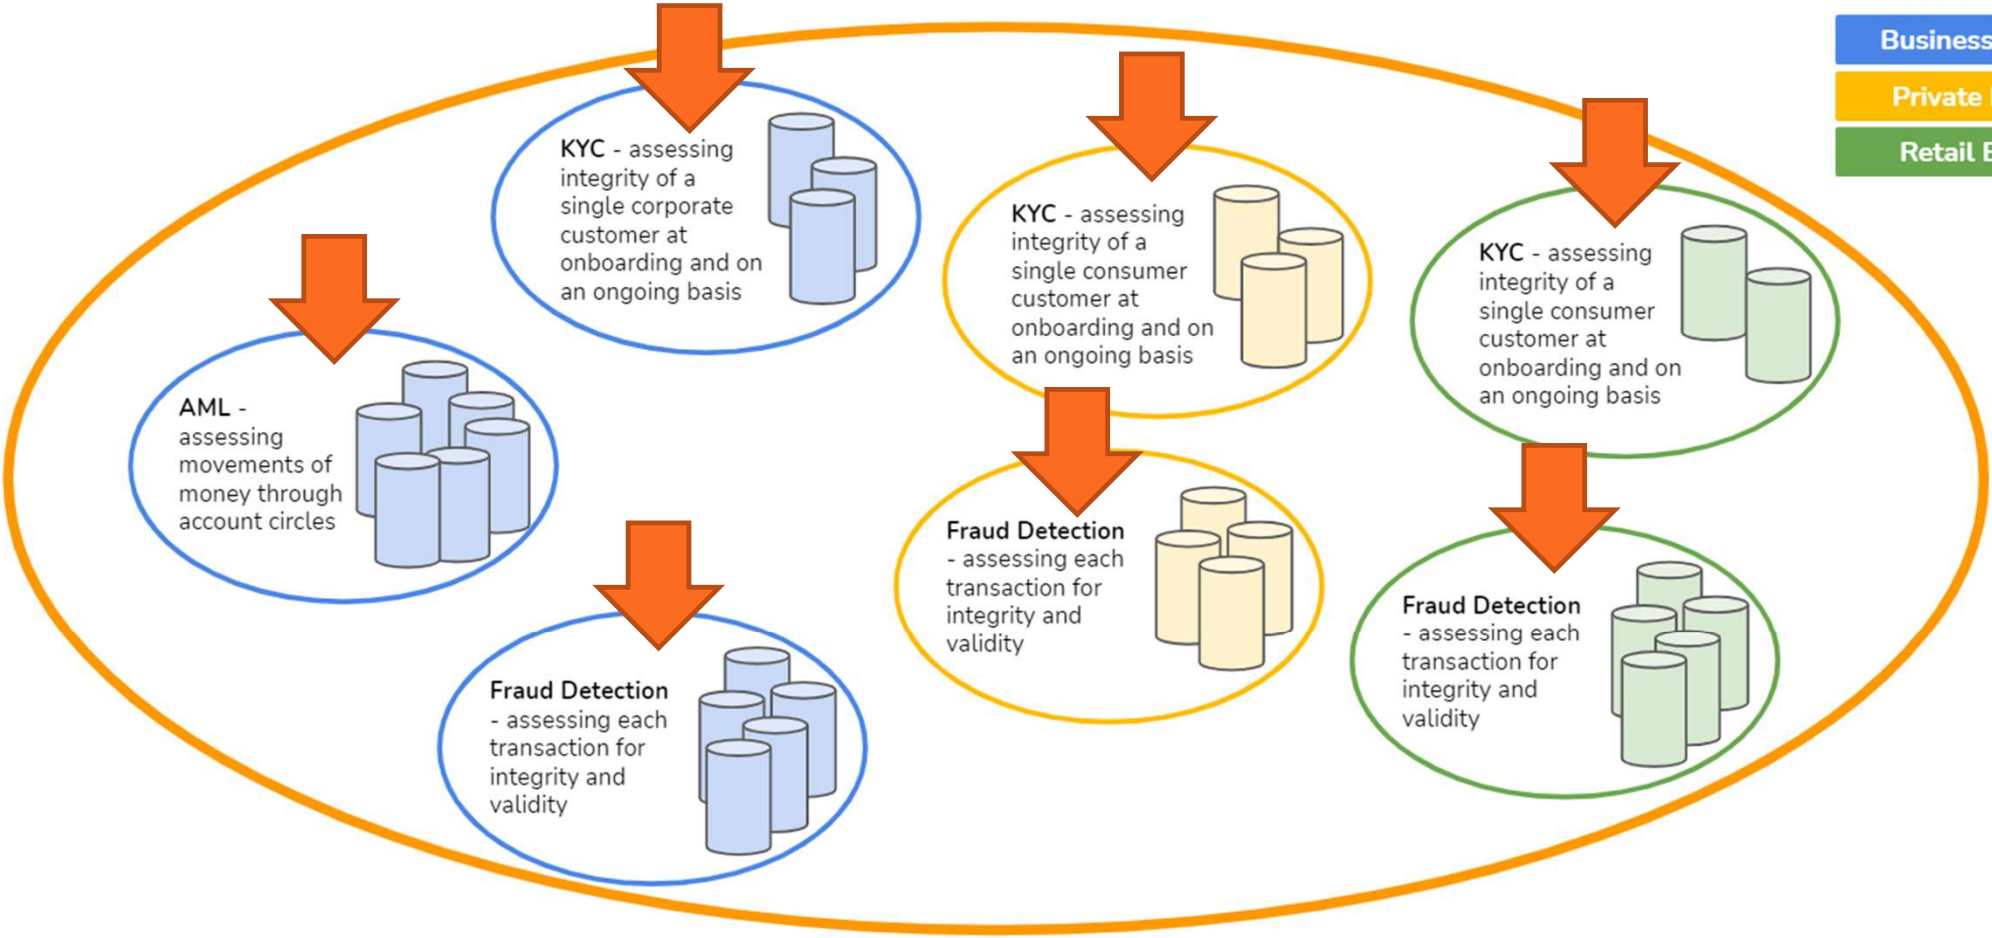 Business
Private
Retail
KYC - assessing
integrity of a
single corporate
customer at
onboarding and on
an ongoing basis
KYC - assessing
integrity of a
single consumer
customer at
onboarding and on
an ongoing basis
KYC - assessing
integrity of a
single consumer
customer at
onboarding and on
an ongoing basis
AML -
assessing
movements of
money through
account circles
Fraud Detection
- assessing each
transaction for
integrity and
validity
Fraud Detection
- assessing each
transaction for
integrity and
validity
Fraud Detection
- assessing each
transaction for
integrity and
validity